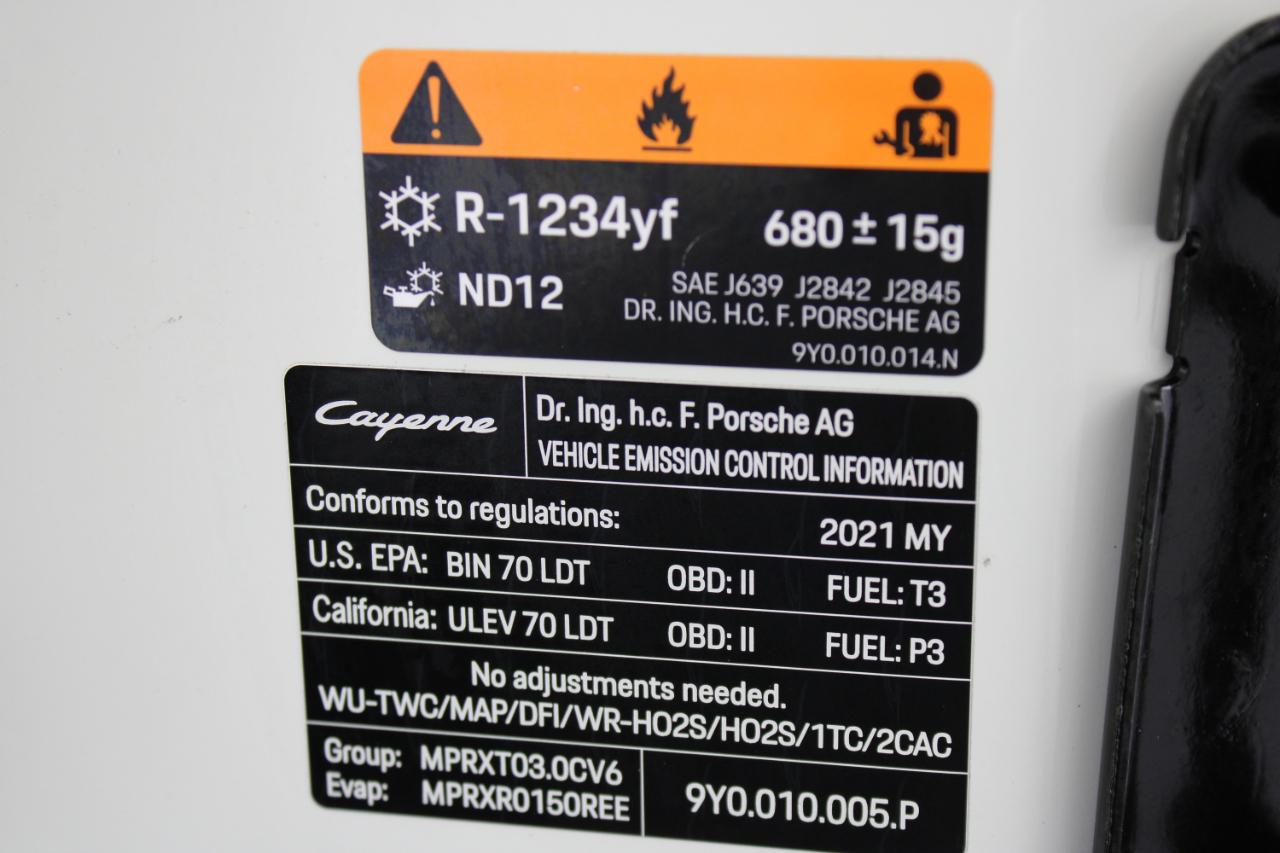 R-1234yf 680 ± 15g
ND12 SAE J639 J2842 J2845
DR. ING. H.C. F. PORSCHE AG
9Y0.010.014.N
Cayenne Dr. Ing. h.c. F. Porsche AG
VEHICLE EMISSION CONTROL INFORMATION
Conforms to regulations: 2021 MY
U.S. EPA: BIN 70 LDT OBD: II FUEL: T3
California: ULEV 70 LDT OBD: II FUEL: P3
No adjustments needed.
WU-TWC/MAP/DFI/WR-HO2S/HO2S/1TC/2CAC
Group: MPRXT03.0CV6
Evap: MPRXR0150REE
9Y0.010.005.P